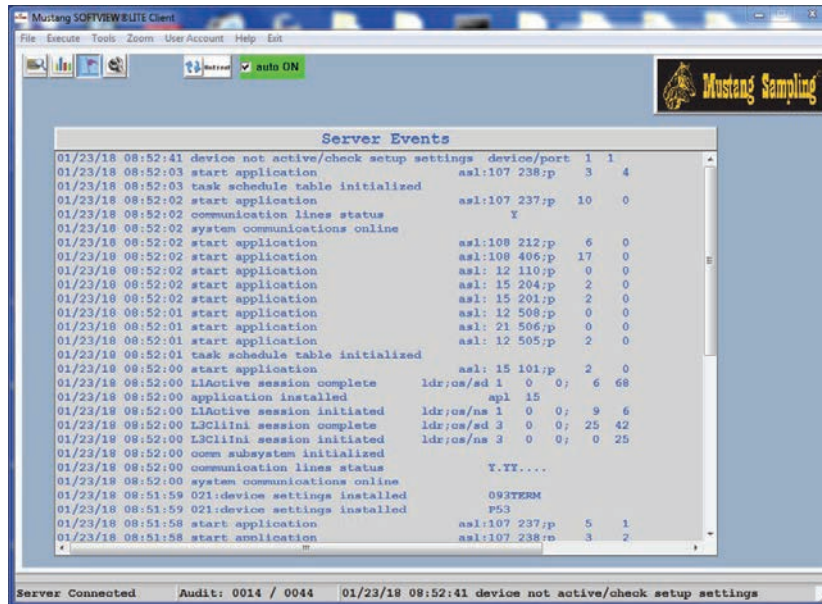 Mustang SOFTVIEW®LITE Client
File Execute Tools Zoom User Account Help Exit
auto ON
Mustang Sampling
Server Events
01/23/18 08:52:41 device not active/check setup settings device/port 1 1
01/23/18 08:52:03 start application asl:107 238;p 3 4
01/23/18 08:52:03 task schedule table initialized
01/23/18 08:52:02 start application asl:107 237;p 10 0
01/23/18 08:52:02 communication lines status Y
01/23/18 08:52:02 system communications online
01/23/18 08:52:02 start application asl:108 212;p 6 0
01/23/18 08:52:02 start application asl:108 406;p 17 0
01/23/18 08:52:02 start application asl: 12 110;p 0 0
01/23/18 08:52:02 start application asl: 15 204;p 2 0
01/23/18 08:52:02 start application asl: 15 201;p 2 0
01/23/18 08:52:01 start application asl: 12 508;p 0 0
01/23/18 08:52:01 start application asl: 21 506;p 0 0
01/23/18 08:52:01 start application asl: 12 505;p 2 0
01/23/18 08:52:01 task schedule table initialized
01/23/18 08:52:00 start application asl: 15 101;p 2 0
01/23/18 08:52:00 L1Active session complete ldr;os/sd 1 0 0; 6 68
01/23/18 08:52:00 application installed apl 15
01/23/18 08:52:00 L1Active session initiated ldr;os/ns 1 0 0; 9 6
01/23/18 08:52:00 L3CliIni session complete ldr;os/sd 3 0 0; 25 42
01/23/18 08:52:00 L3CliIni session initiated ldr;os/ns 3 0 0; 0 25
01/23/18 08:52:00 comm subsystem initialized
01/23/18 08:52:00 communication lines status Y.YY....
01/23/18 08:52:00 system communications online
01/23/18 08:51:59 021:device settings installed 093TERM
01/23/18 08:51:59 021:device settings installed P53
01/23/18 08:51:58 start application asl:107 237;p 5 1
01/23/18 08:51:58 start application asl:107 238;p 3 2
Server Connected Audit: 0014 / 0044 01/23/18 08:52:41 device not active/check setup settings